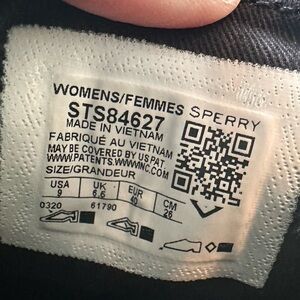 WOMENS/FEMMES SPERRY
STS84627
MADE IN VIETNAM
FABRIQUÉ AU VIETNAM
MAY BE COVERED BY US PAT
WWW.PATENTS.WWWINC.COM
SIZE/GRANDEUR
USA UK EUR CM
9 6.5 40 26
0320 61790